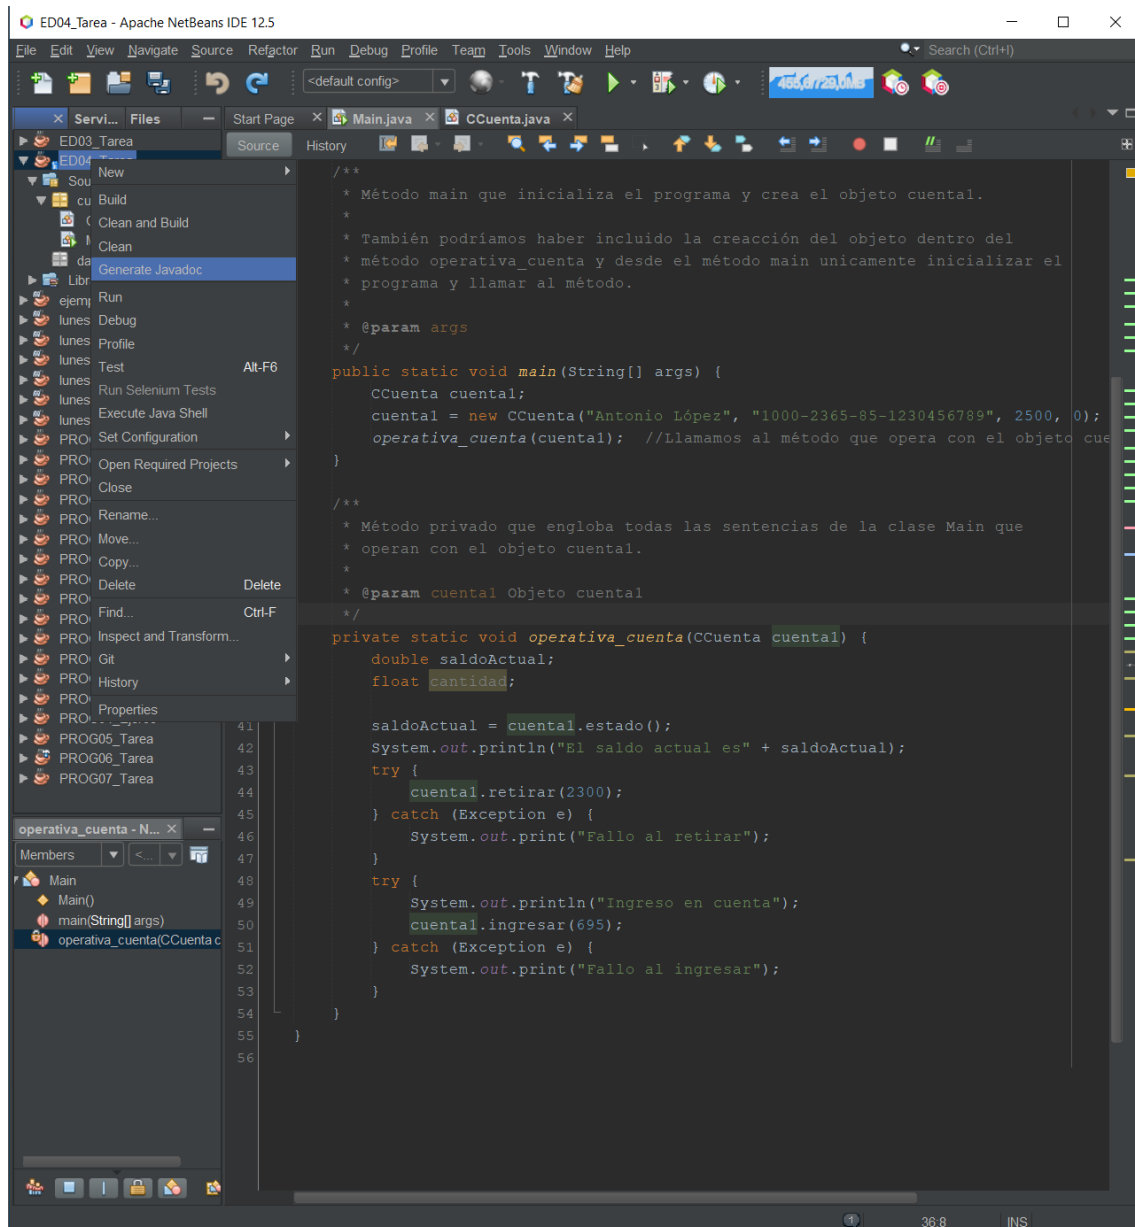 ED04_Tarea - Apache NetBeans IDE 12.5
File Edit View Navigate Source Refactor Run Debug Profile Team Tools Window Help Search (Ctrl+I)
<default config>
Servi... Files
Start Page Main.java CCuenta.java
ED03_Tarea
Source History
New
Build
Clean and Build
Clean
Generate Javadoc
Run
Debug
Profile
Test Alt-F6
Run Selenium Tests
Execute Java Shell
Set Configuration
Open Required Projects
Close
Rename...
Move...
Copy...
Delete Delete
Find... Ctrl-F
Inspect and Transform...
Git
History
Properties
lunes
lunes
lunes
lunes
lunes
lunes
PROG05_Tarea
PROG06_Tarea
PROG07_Tarea
operativa_cuenta - N...
Members <...
Main
Main()
main(String[] args)
operativa_cuenta(CCuenta c
/**
* Método main que inicializa el programa y crea el objeto cuenta1.
*
* También podríamos haber incluido la creacción del objeto dentro del
* método operativa_cuenta y desde el método main unicamente inicializar el
* programa y llamar al método.
*
* @param args
*/
public static void main(String[] args) {
CCuenta cuenta1;
cuenta1 = new CCuenta("Antonio López", "1000-2365-85-1230456789", 2500, 0);
operativa_cuenta(cuenta1); //Llamamos al método que opera con el objeto cue
}
/**
* Método privado que engloba todas las sentencias de la clase Main que
* operan con el objeto cuenta1.
*
* @param cuenta1 Objeto cuenta1
*/
private static void operativa_cuenta(CCuenta cuenta1) {
double saldoActual;
float cantidad;
41 saldoActual = cuenta1.estado();
42 System.out.println("El saldo actual es" + saldoActual);
43 try {
44 cuenta1.retirar(2300);
45 } catch (Exception e) {
46 System.out.print("Fallo al retirar");
47 }
48 try {
49 System.out.println("Ingreso en cuenta");
50 cuenta1.ingresar(695);
51 } catch (Exception e) {
52 System.out.print("Fallo al ingresar");
53 }
54 }
55 }
56
1 36:8 INS